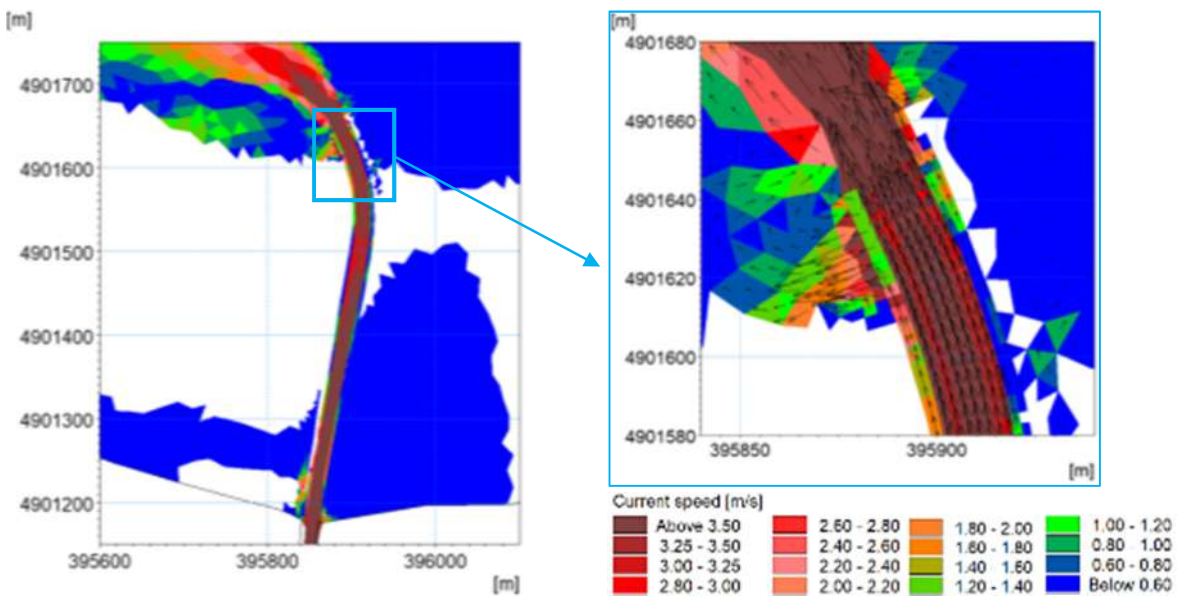 [m]
4901700
4901600
4901500
4901400
4901300
4901200
395600
395800
396000
[m]
[m]
4901680
4901660
4901640
4901620
4901600
4901580
395850
395900
[m]
Current speed [m/s]
Above 3.50
3.25 - 3.50
3.00 - 3.25
2.80 - 3.00
2.60 - 2.80
2.40 - 2.60
2.20 - 2.40
2.00 - 2.20
1.80 - 2.00
1.60 - 1.80
1.40 - 1.60
1.20 - 1.40
1.00 - 1.20
0.80 - 1.00
0.60 - 0.80
Below 0.60